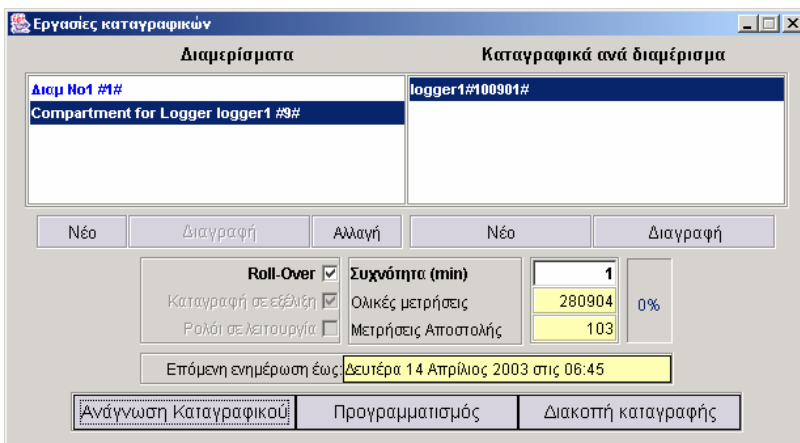 Εργασίες καταγραφικών
Διαμερίσματα Καταγραφικά ανά διαμέρισμα
Διαμ Νο1 #1# logger1#100901#
Compartment for Logger logger1 #9#
Νέο Διαγραφή Αλλαγή Νέο Διαγραφή
Roll-Over Συχνότητα (min) 1
Καταγραφή σε εξέλιξη Ολικές μετρήσεις 280904 0%
Ρολόι σε λειτουργία Μετρήσεις Αποστολής 103
Επόμενη ενημέρωση έως: Δευτέρα 14 Απρίλιος 2003 στις 06:45
Ανάγνωση Καταγραφικού Προγραμματισμός Διακοπή καταγραφής